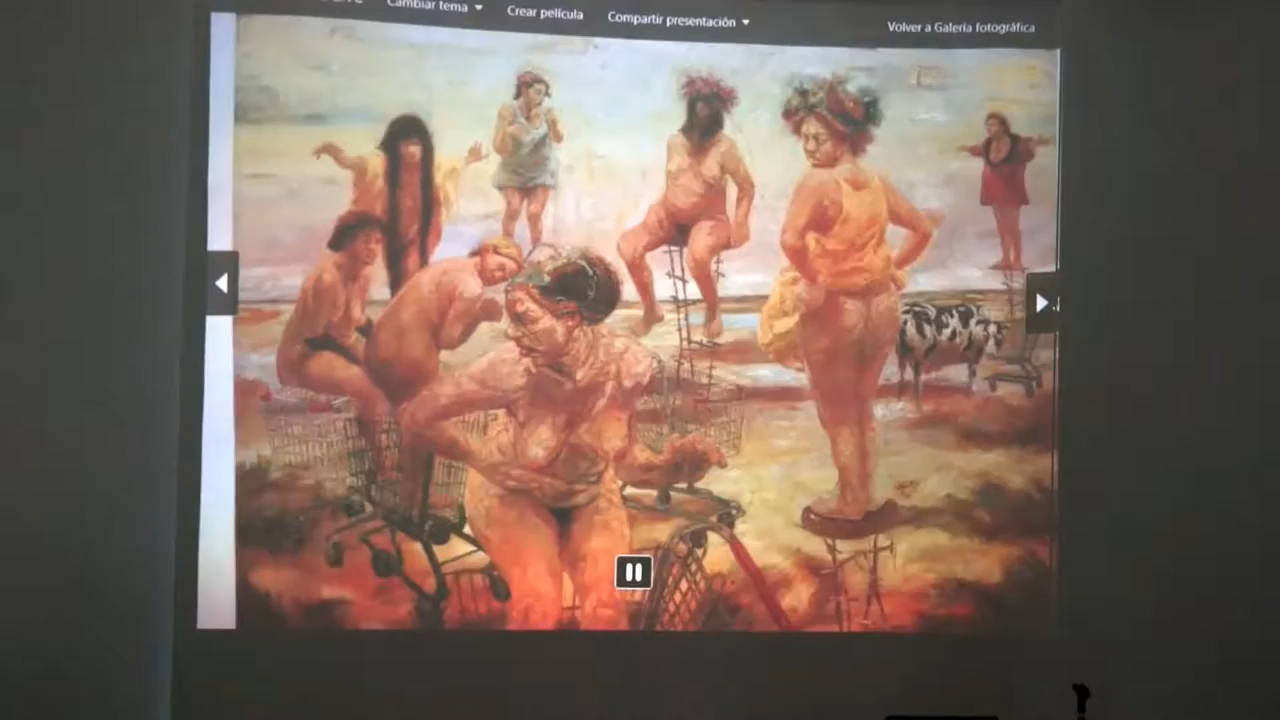 Cambiar tema
Crear película
Compartir presentación
Volver a Galería fotográfica